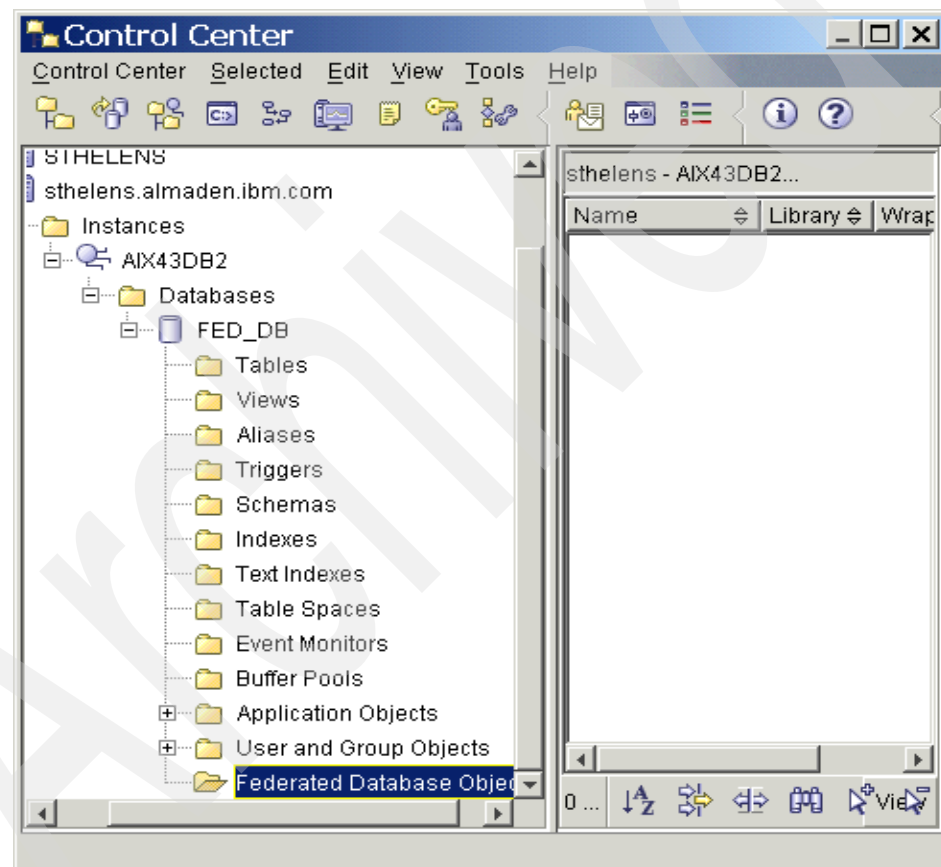 Control Center
Control Center Selected Edit View Tools Help
STHELENS
sthelens.almaden.ibm.com
Instances
AIX43DB2
Databases
FED_DB
Tables
Views
Aliases
Triggers
Schemas
Indexes
Text Indexes
Table Spaces
Event Monitors
Buffer Pools
Application Objects
User and Group Objects
Federated Database Objec
sthelens - AIX43DB2...
Name Library Wrap
0 ... View